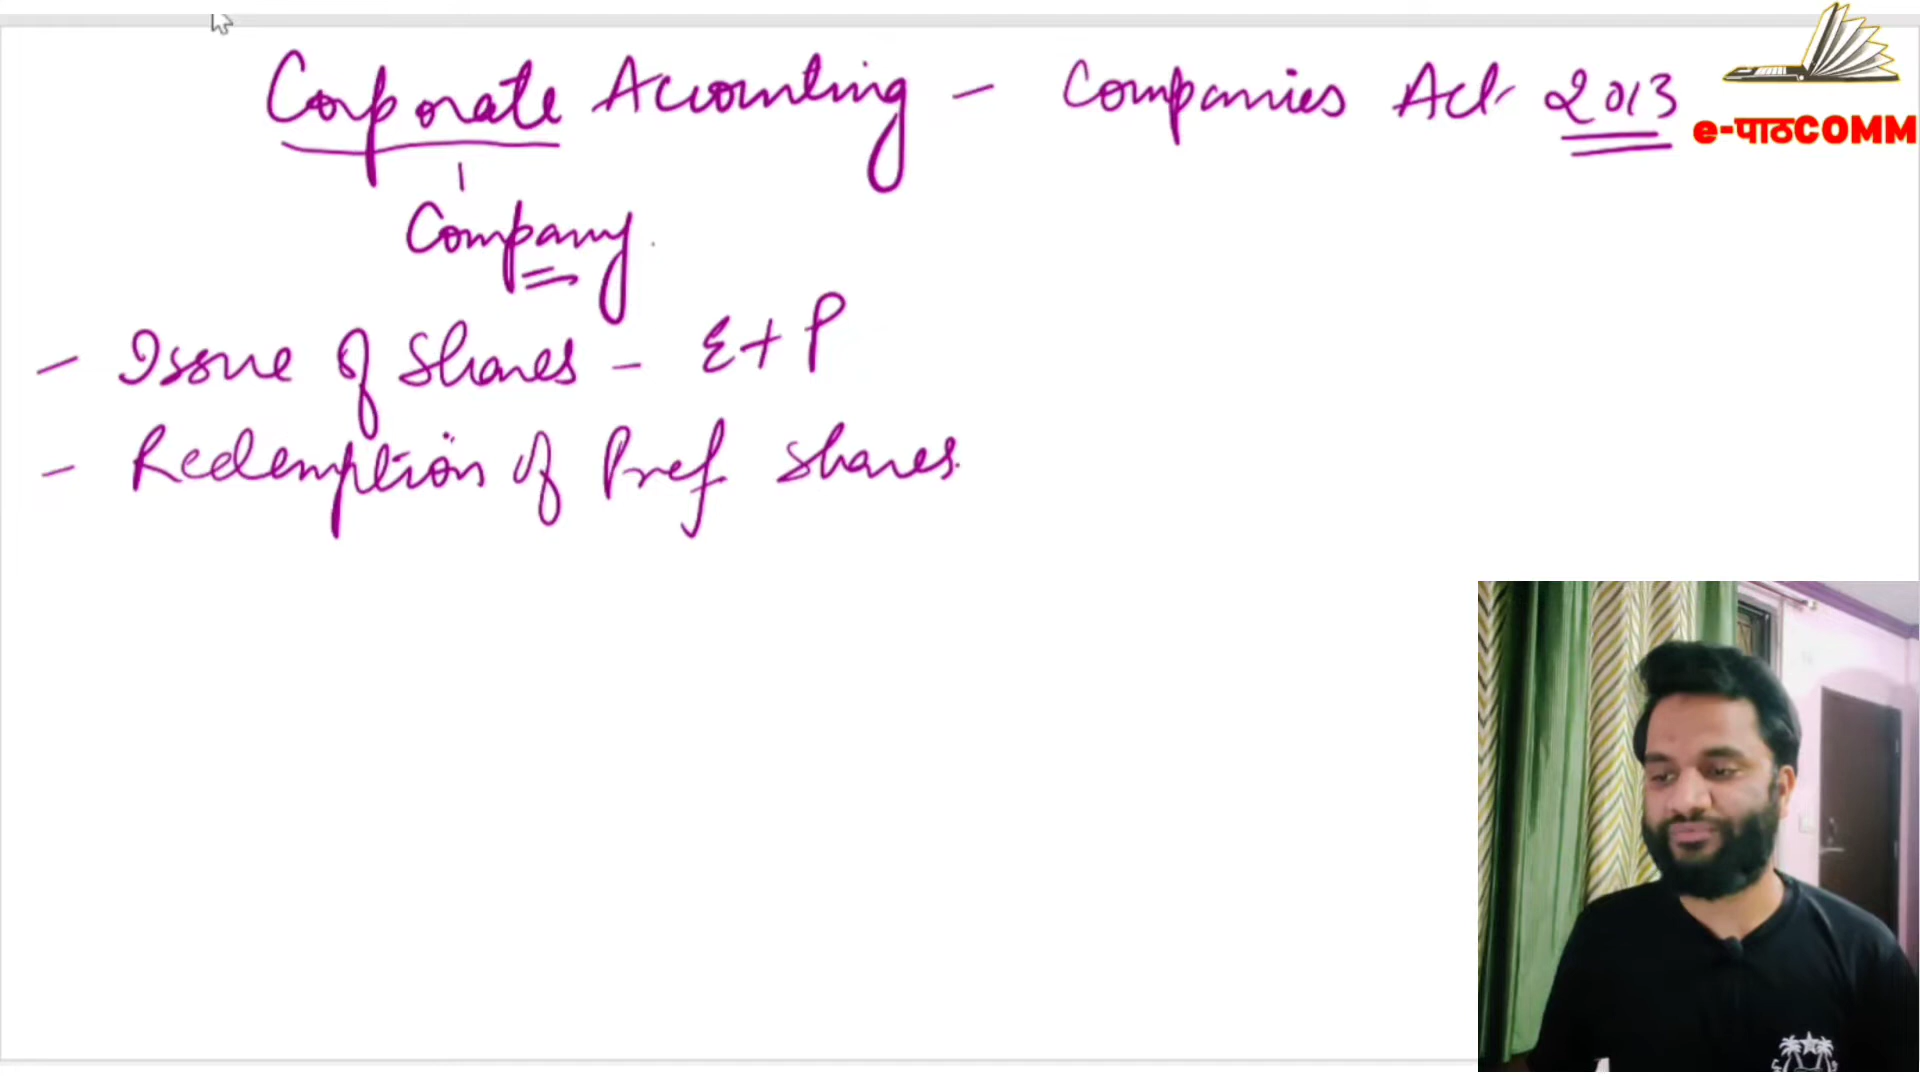 Corporate Accounting - Companies Act 2013
e-पाठCOMM
Company
- Issue of Shares - E+P
- Redemption of Pref shares.